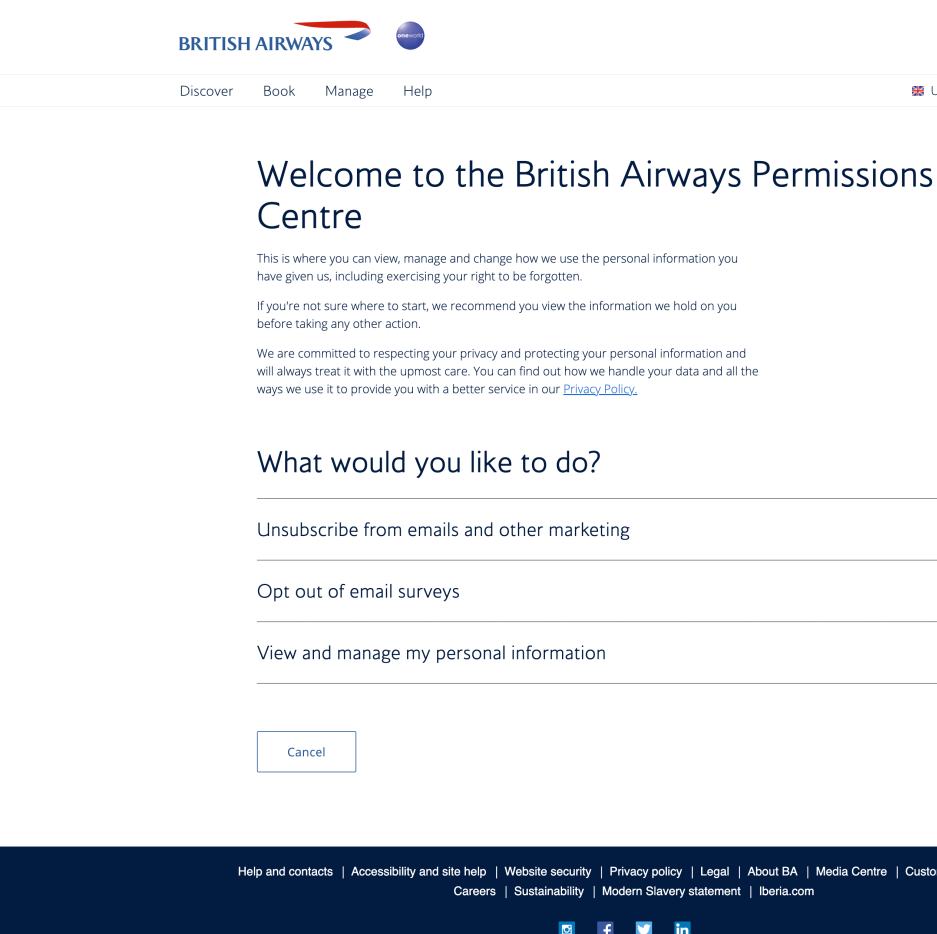 BRITISH AIRWAYS
oneworld
Discover Book Manage Help
U
Welcome to the British Airways Permissions
Centre
This is where you can view, manage and change how we use the personal information you
have given us, including exercising your right to be forgotten.
If you're not sure where to start, we recommend you view the information we hold on you
before taking any other action.
We are committed to respecting your privacy and protecting your personal information and
will always treat it with the upmost care. You can find out how we handle your data and all the
ways we use it to provide you with a better service in our Privacy Policy.
What would you like to do?
Unsubscribe from emails and other marketing
Opt out of email surveys
View and manage my personal information
Cancel
Help and contacts | Accessibility and site help | Website security | Privacy policy | Legal | About BA | Media Centre | Custo
Careers | Sustainability | Modern Slavery statement | Iberia.com